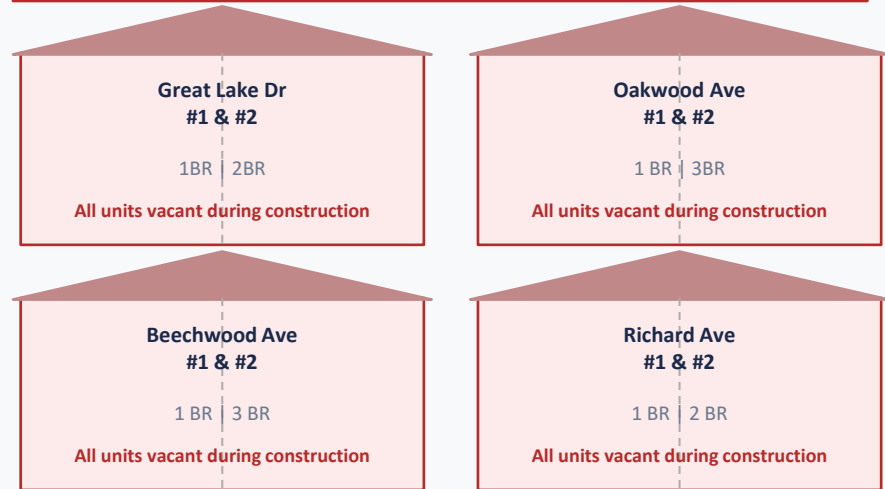 Great Lake Dr
#1 & #2
1BR | 2BR
All units vacant during construction
Oakwood Ave
#1 & #2
1 BR | 3BR
All units vacant during construction
Beechwood Ave
#1 & #2
1 BR | 3 BR
All units vacant during construction
Richard Ave
#1 & #2
1 BR | 2 BR
All units vacant during construction